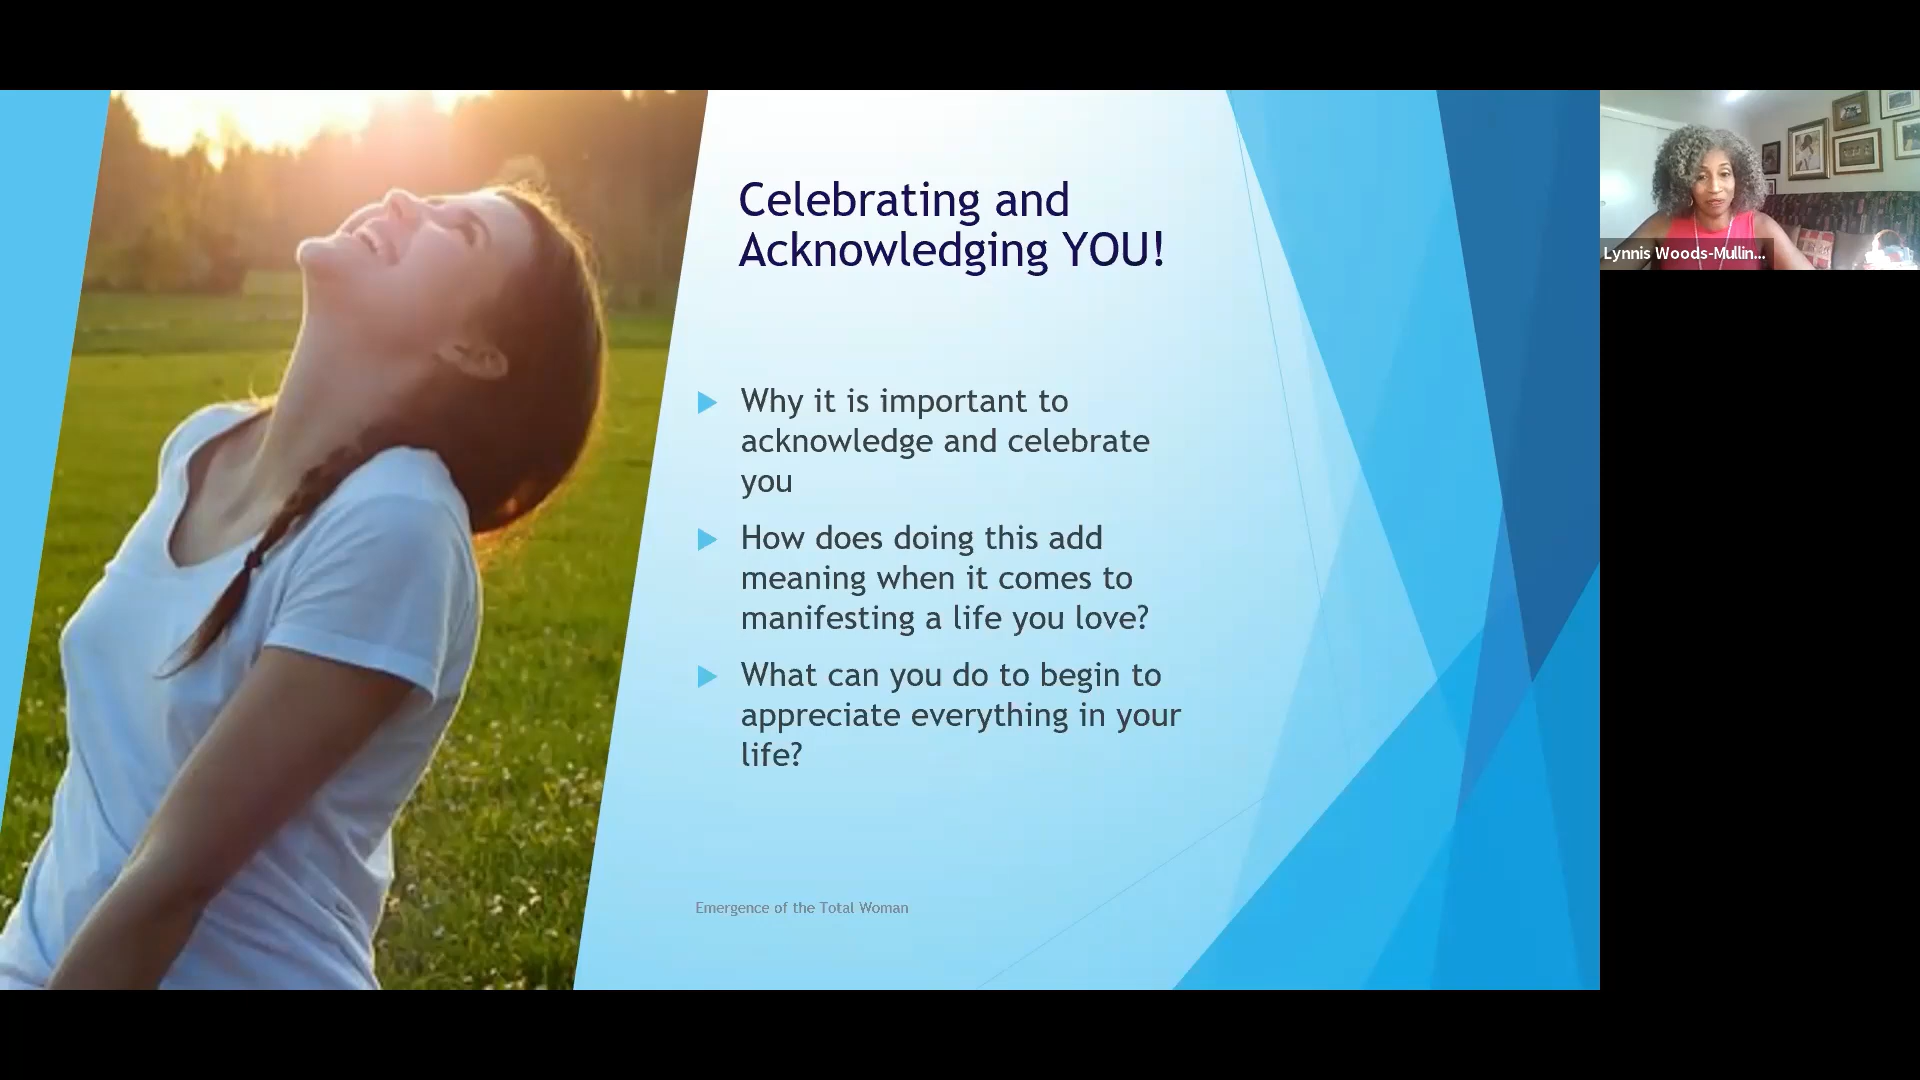 Celebrating and
Acknowledging YOU!
Why it is important to
acknowledge and celebrate
you
How does doing this add
meaning when it comes to
manifesting a life you love?
What can you do to begin to
appreciate everything in your
life?
Emergence of the Total Woman
Lynnis Woods-Mullin...